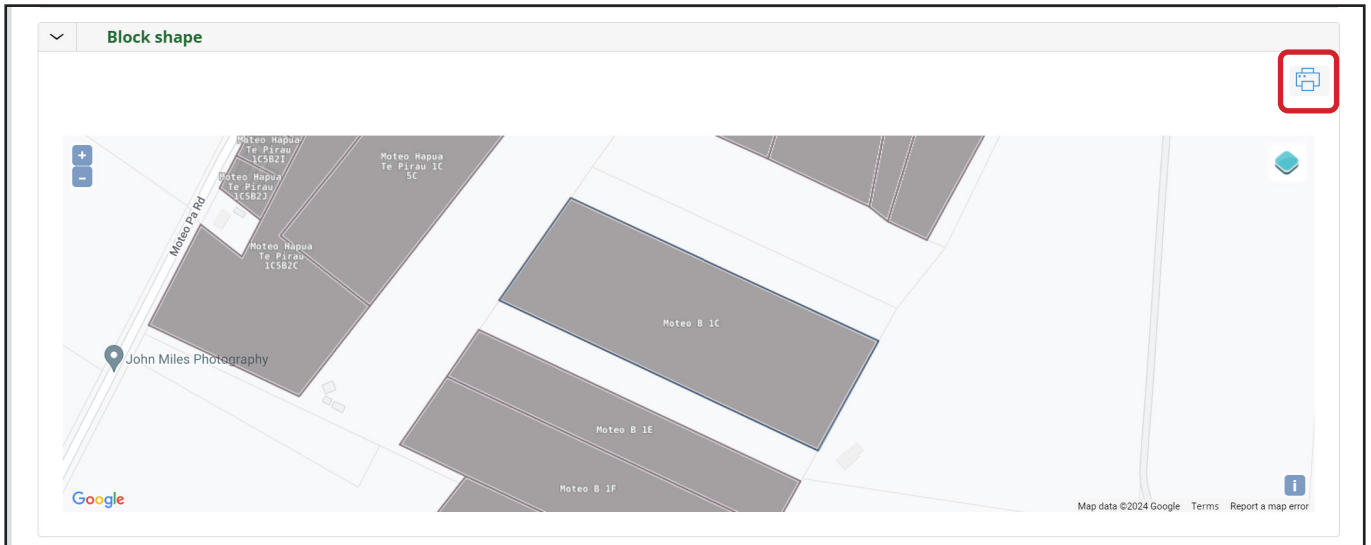 Block shape
+
-
Moteo Hapua
Te Pirau
1C5B2I
Moteo Hapua
Te Pirau 1C
5C
Moteo Hapua
Te Pirau
1C5B2J
Moteo Pa Rd
Moteo Hapua
Te Pirau
1C5B2C
Moteo B 1C
John Miles Photography
Moteo B 1E
Moteo B 1F
i
Google
Map data ©2024 Google Terms Report a map error